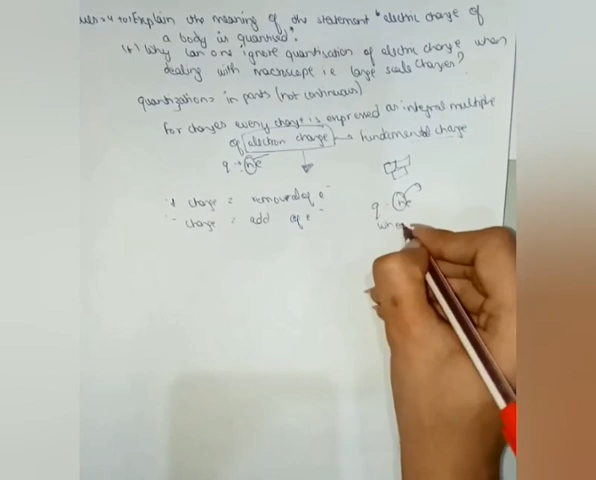 Explain the meaning of the statement "electric charge of
a body is quantised".
Why can one ignore quantisation of electric charge when
dealing with macroscopic i.e large scale charges?
quantization = in parts (not continuous)
for charges every charge is expressed as integral multiple
of electron charge → fundamental charge
q = ne
+ charge = removal of e-
- charge = add of e-
q = ne
when